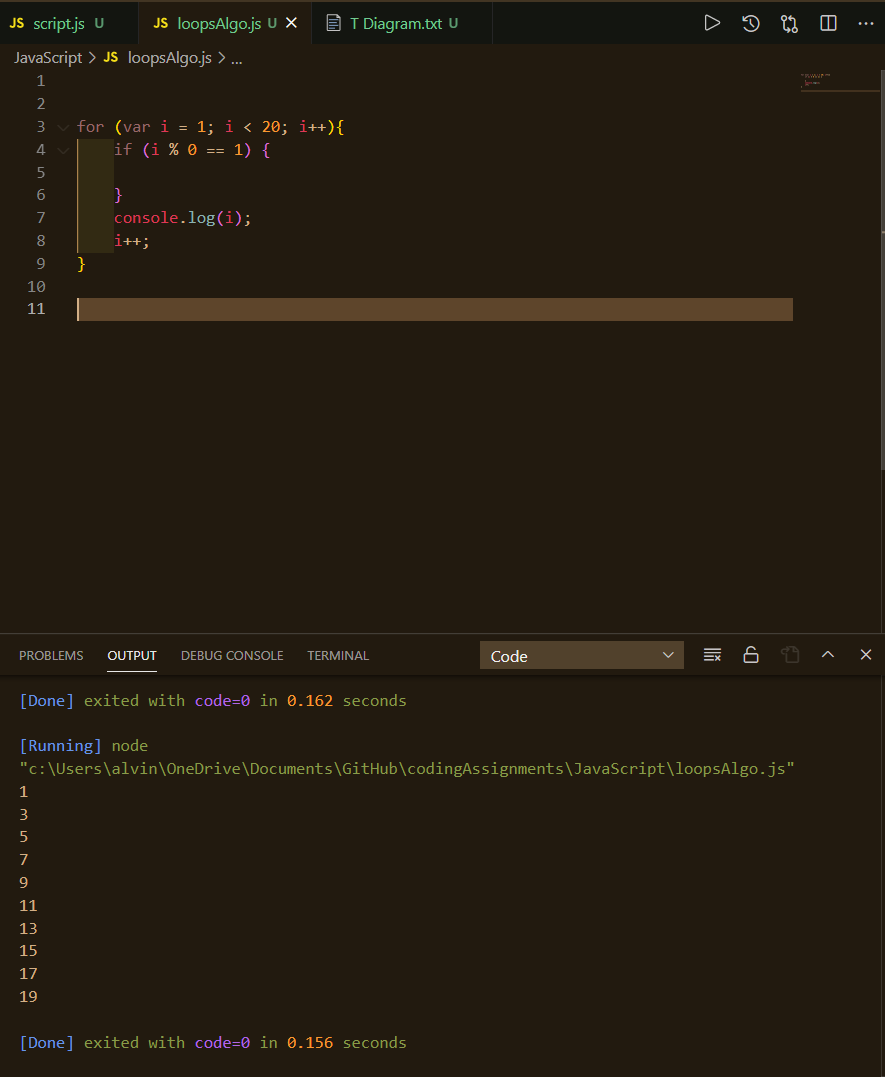 JS script.js U JS loopsAlgo.js U × T Diagram.txt U ...
JavaScript > JS loopsAlgo.js > ...
1
2
3 for (var i = 1; i < 20; i++){
4 if (i % 0 == 1) {
5
6 }
7 console.log(i);
8 i++;
9 }
10
11
PROBLEMS OUTPUT DEBUG CONSOLE TERMINAL Code
[Done] exited with code=0 in 0.162 seconds
[Running] node
"c:\Users\alvin\OneDrive\Documents\GitHub\codingAssignments\JavaScript\loopsAlgo.js"
1
3
5
7
9
11
13
15
17
19
[Done] exited with code=0 in 0.156 seconds